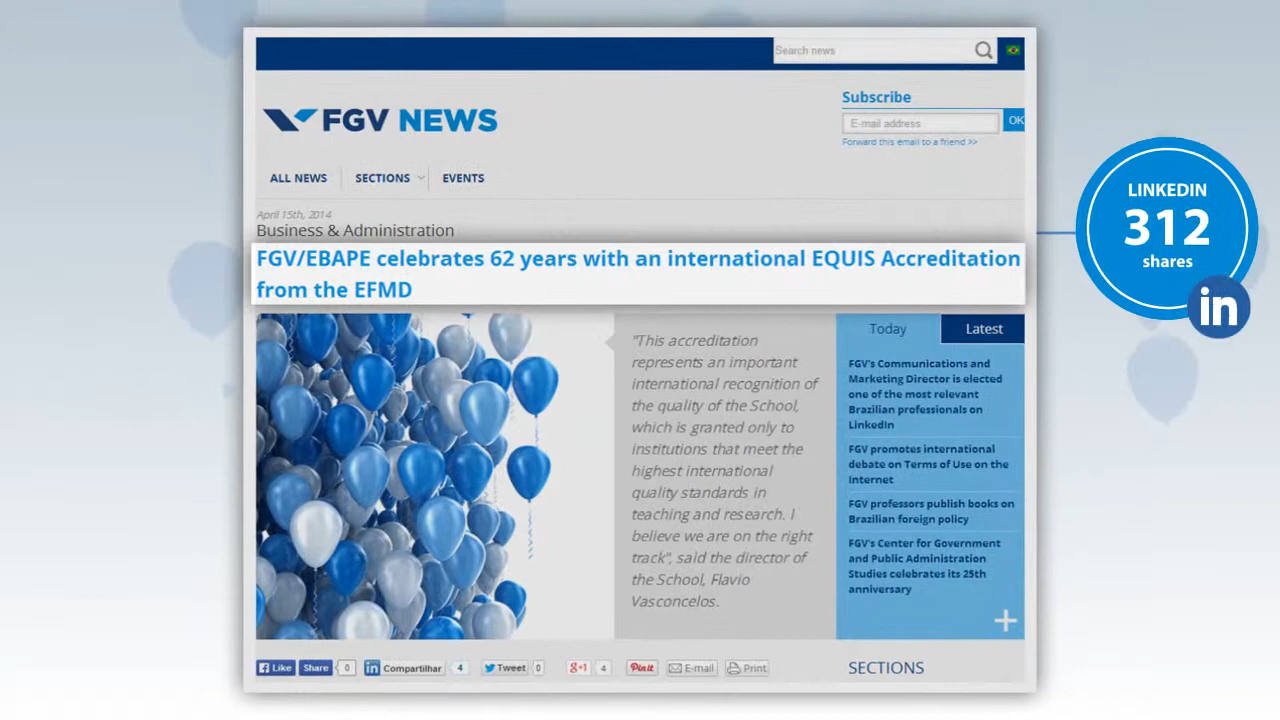 Search news
FGV NEWS
Subscribe
E-mail address
OK
Forward this email to a friend >>
ALL NEWS
SECTIONS
EVENTS
April 15th, 2014
Business & Administration
FGV/EBAPE celebrates 62 years with an international EQUIS Accreditation
from the EFMD
LINKEDIN
312
shares
in
"This accreditation
represents an important
international recognition of
the quality of the School,
which is granted only to
institutions that meet the
highest international
quality standards in
teaching and research. I
believe we are on the right
track", said the director of
the School, Flavio
Vasconcelos.
Today
Latest
FGV's Communications and
Marketing Director is elected
one of the most relevant
Brazilian professionals on
LinkedIn
FGV promotes international
debate on Terms of Use on the
Internet
FGV professors publish books on
Brazilian foreign policy
FGV's Center for Government
and Public Administration
Studies celebrates its 25th
anniversary
+
f Like Share 0 in Compartilhar 4 Tweet 0 g+1 4 Pin it E-mail Print
SECTIONS